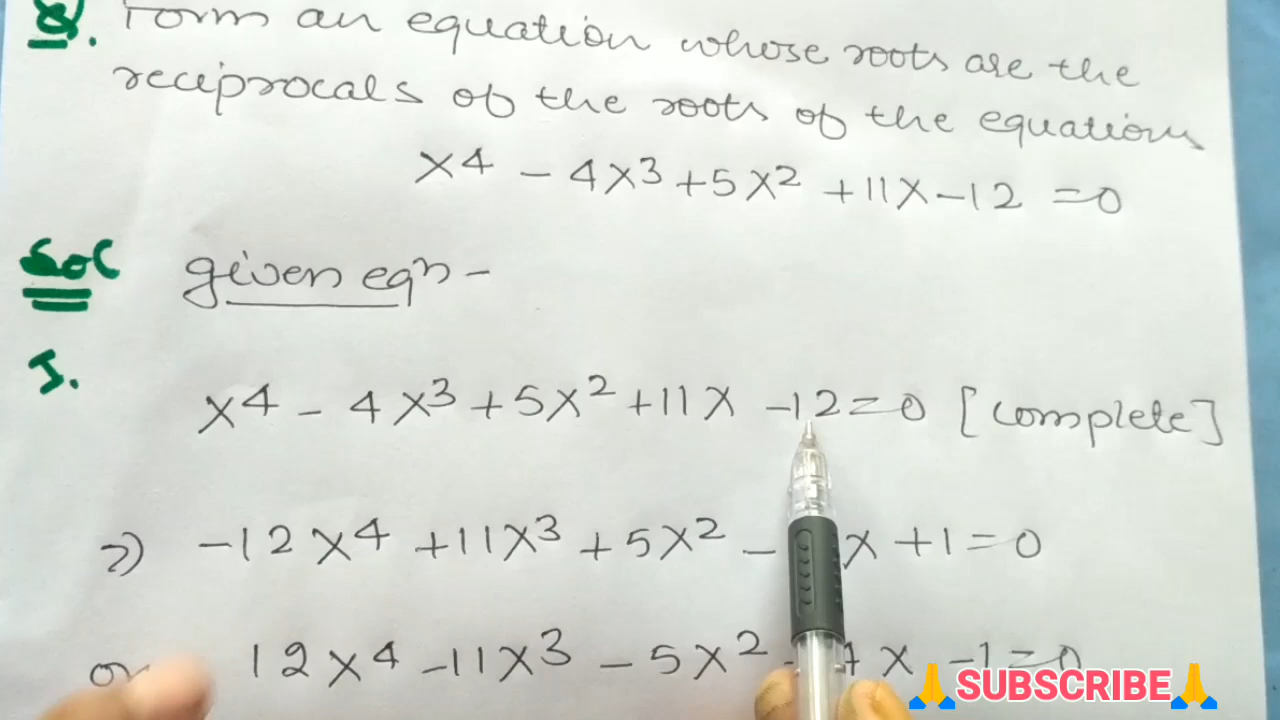 Q. Form an equation whose roots are the
reciprocals of the roots of the equation
x⁴ - 4x³ + 5x² + 11x - 12 = 0
Sol given eqn -
I.
x⁴ - 4x³ + 5x² + 11x - 12 = 0 [complete]
⇒ -12x⁴ + 11x³ + 5x² - x + 1 = 0
or 12x⁴ - 11x³ - 5x² 4x - 1 = 0
🙏SUBSCRIBE🙏